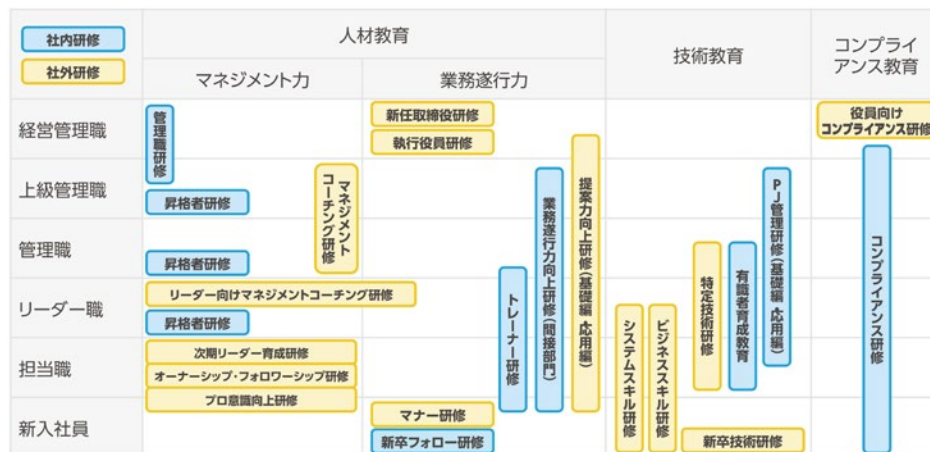 社内研修
社外研修
人材教育
技術教育
コンプライ
アンス教育
マネジメント力
業務遂行力
経営管理職
上級管理職
管理職
リーダー職
担当職
新入社員
管理職研修
昇格者研修
マネジメント
コーチング研修
昇格者研修
リーダー向けマネジメントコーチング研修
昇格者研修
次期リーダー育成研修
オーナーシップ・フォロワーシップ研修
プロ意識向上研修
新任取締役研修
執行役員研修
トレーナー研修
業務遂行力向上研修(間接部門)
提案力向上研修(基礎編・応用編)
マナー研修
新卒フォロー研修
システムスキル研修
ビジネススキル研修
特定技術研修
有識者育成教育
PJ管理研修(基礎編・応用編)
新卒技術研修
役員向け
コンプライアンス研修
コンプライアンス研修